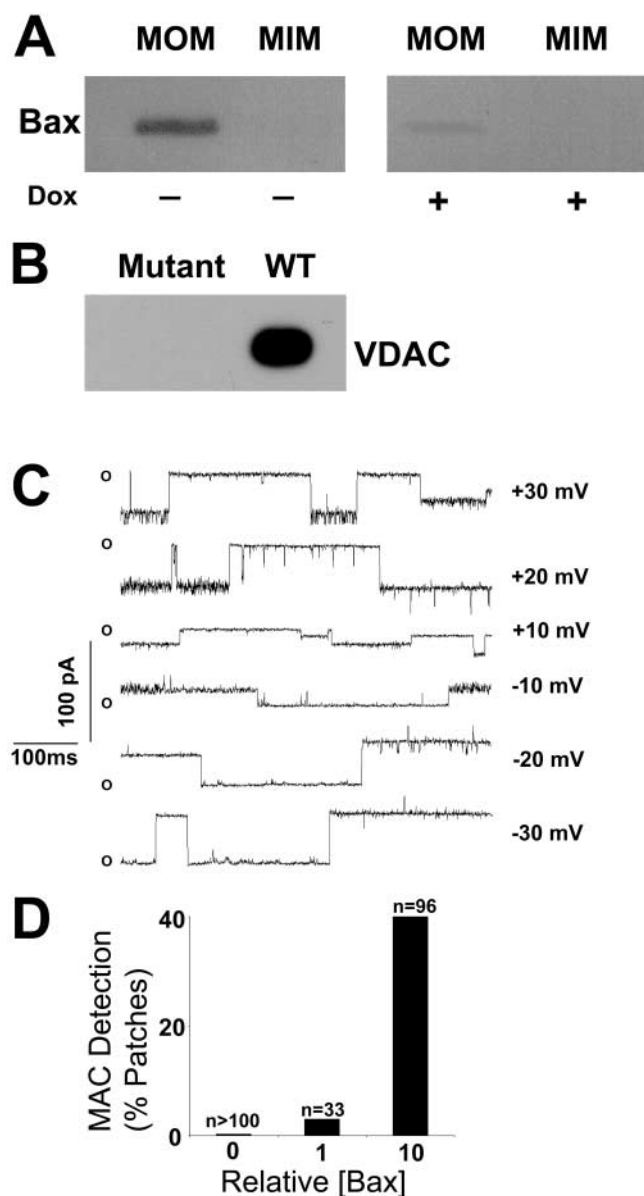 A
MOM MIM MOM MIM
Bax
Dox − − + +
B
Mutant WT
VDAC
C
o +30 mV
o +20 mV
o +10 mV
100 pA
-10 mV
o
100ms
-20 mV
o
-30 mV
o
D
MAC Detection
(% Patches)
40
20
0
n>100
n=33
n=96
0 1 10
Relative [Bax]